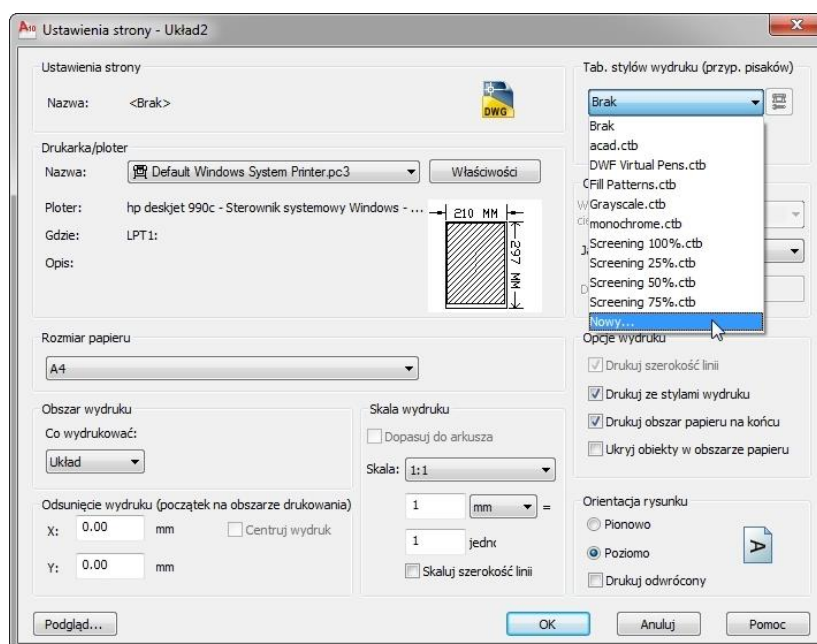 A10 Ustawienia strony - Układ2
Ustawienia strony
Nazwa: <Brak>
DWG
Drukarka/ploter
Nazwa: Default Windows System Printer.pc3 Właściwości
Ploter: hp deskjet 990c - Sterownik systemowy Windows - ...
Gdzie: LPT1:
Opis:
210 MM
297 MM
Rozmiar papieru
A4
Obszar wydruku
Co wydrukować:
Układ
Odsunięcie wydruku (początek na obszarze drukowania)
X: 0.00 mm Centruj wydruk
Y: 0.00 mm
Skala wydruku
Dopasuj do arkusza
Skala: 1:1
1 mm =
1 jedno
Skaluj szerokość linii
Tab. stylów wydruku (przyp. pisaków)
Brak
Brak
acad.ctb
DWF Virtual Pens.ctb
Fill Patterns.ctb
Grayscale.ctb
monochrome.ctb
Screening 100%.ctb
Screening 25%.ctb
Screening 50%.ctb
Screening 75%.ctb
Nowy...
Opcje wydruku
Drukuj szerokość linii
Drukuj ze stylami wydruku
Drukuj obszar papieru na końcu
Ukryj obiekty w obszarze papieru
Orientacja rysunku
Pionowo
Poziomo
A
Drukuj odwrócony
Podgląd... OK Anuluj Pomoc